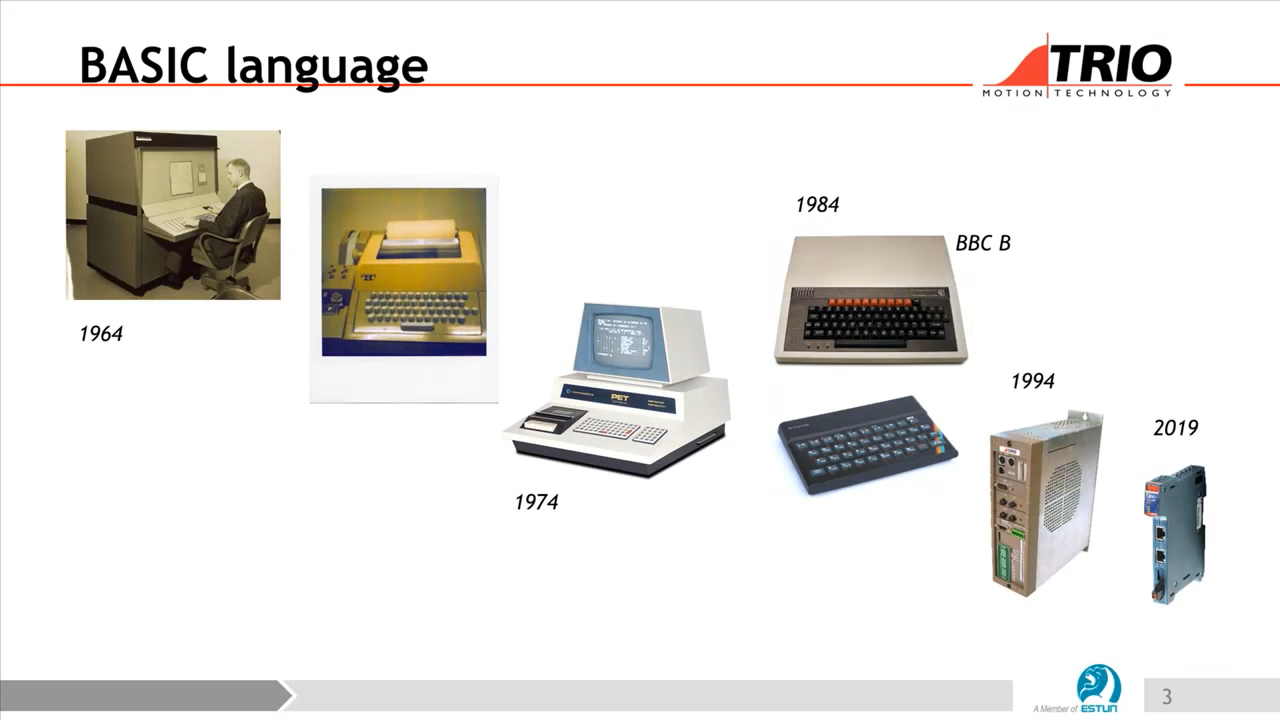 BASIC language
TRIO
MOTION TECHNOLOGY
1964
1974
PET
1984
BBC B
1994
2019
A Member of ESTUN
3